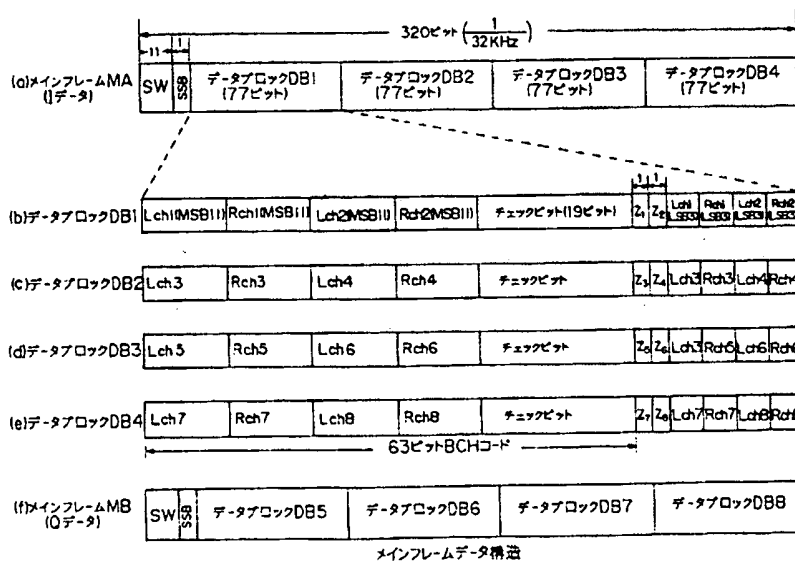 320ビット(1/32KHz)
11 1
(a)メインフレームMA
(Iデータ)
SW SSB データブロックDB1 (77ビット) データブロックDB2 (77ビット) データブロックDB3 (77ビット) データブロックDB4 (77ビット)
1 1
(b)データブロックDB1 Lch1(MSB11) Rch1(MSB11) Lch2(MSB11) Rch2(MSB11) チェックビット(19ビット) Z1 Z2 Lch1(LSB3) Rch1(LSB3) Lch2(LSB3) Rch2(LSB3)
(c)データブロックDB2 Lch3 Rch3 Lch4 Rch4 チェックビット Z3 Z4 Lch3 Rch3 Lch4 Rch4
(d)データブロックDB3 Lch5 Rch5 Lch6 Rch6 チェックビット Z5 Z6 Lch3 Rch5 Lch6 Rch6
(e)データブロックDB4 Lch7 Rch7 Lch8 Rch8 チェックビット Z7 Z8 Lch7 Rch7 Lch8 Rch8
63ビットBCHコード
(f)メインフレームMB
(Qデータ)
SW SSB データブロックDB5 データブロックDB6 データブロックDB7 データブロックDB8
メインフレームデータ構造